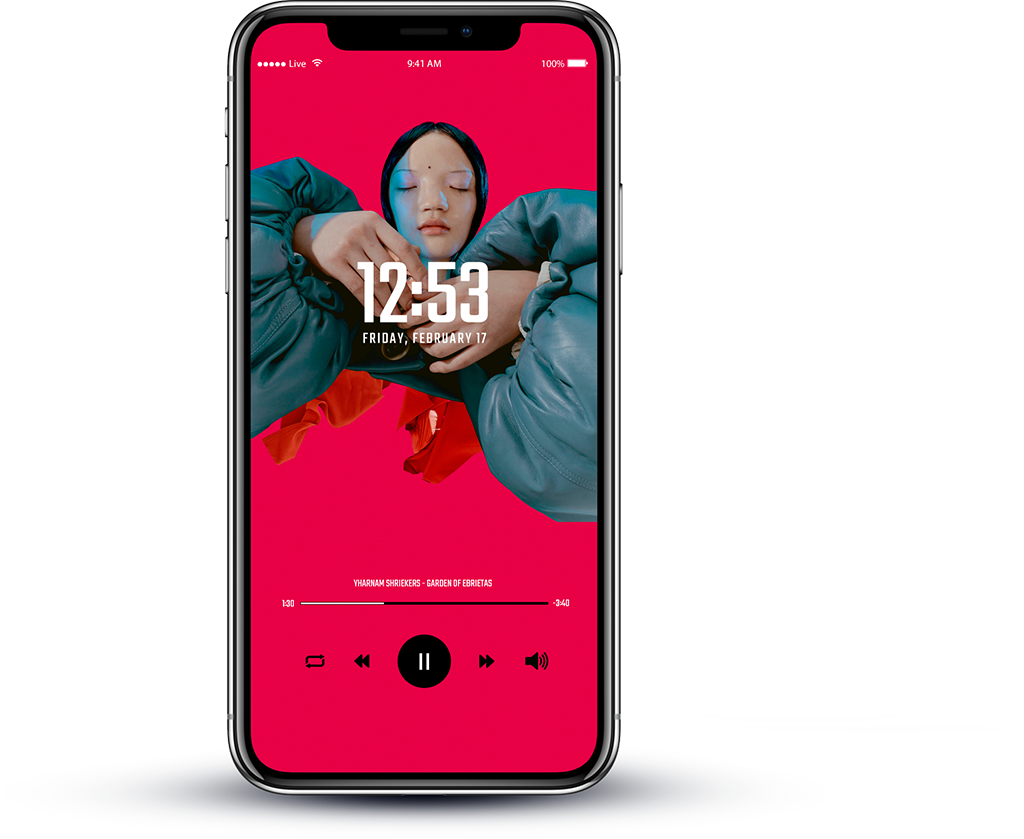 Live 9:41 AM 100%
12:53
FRIDAY, FEBRUARY 17
YHARNAM SHRIEKERS - GARDEN OF EBRIETAS
1:30 -3:40